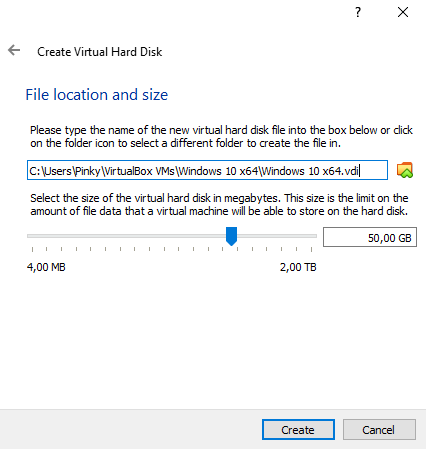 ?
Create Virtual Hard Disk
File location and size
Please type the name of the new virtual hard disk file into the box below or click
on the folder icon to select a different folder to create the file in.
C:\Users\Pinky\VirtualBox VMs\Windows 10 x64\Windows 10 x64.vdi
Select the size of the virtual hard disk in megabytes. This size is the limit on the
amount of file data that a virtual machine will be able to store on the hard disk.
50,00 GB
4,00 MB 2,00 TB
Create Cancel